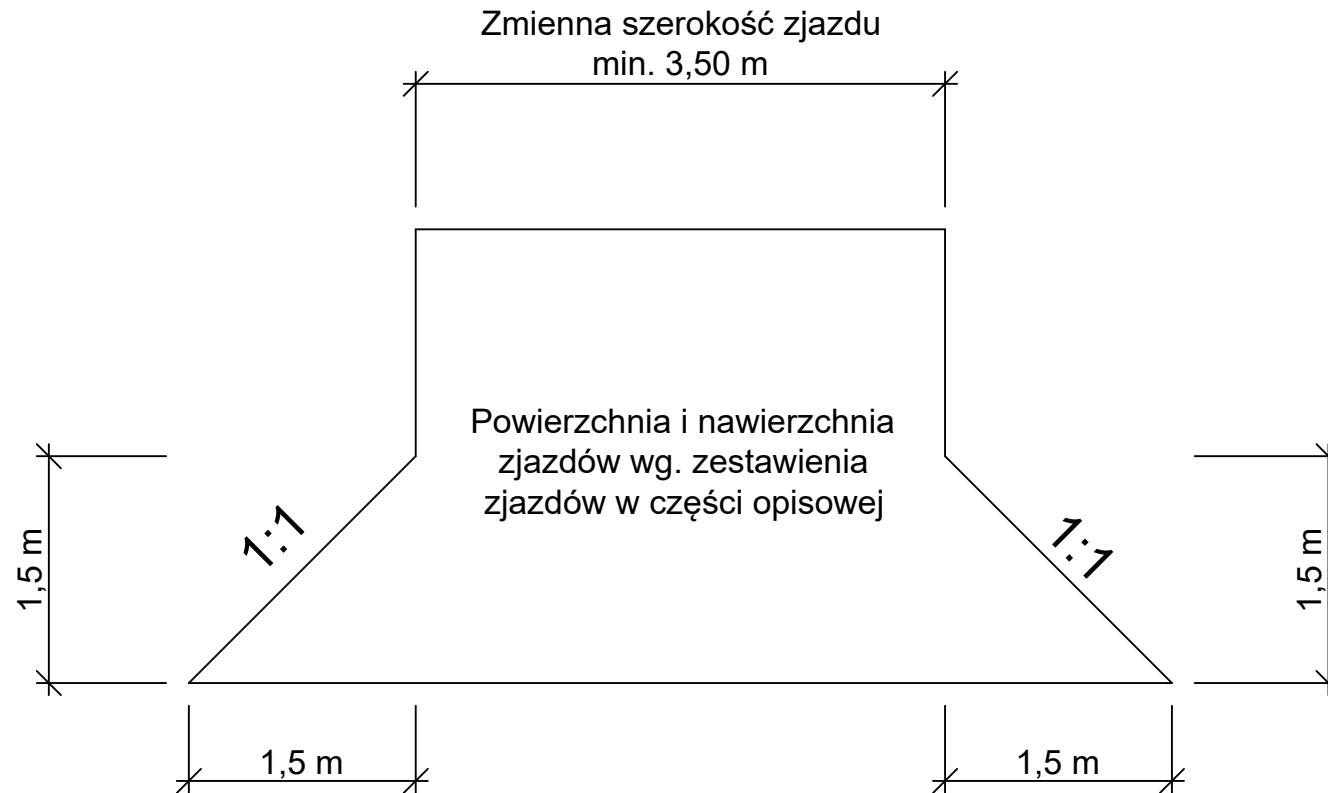 Zmienna szerokość zjazdu
min. 3,50 m
Powierzchnia i nawierzchnia
zjazdów wg. zestawienia
zjazdów w części opisowej
1:1
1:1
1,5 m
1,5 m
1,5 m
1,5 m